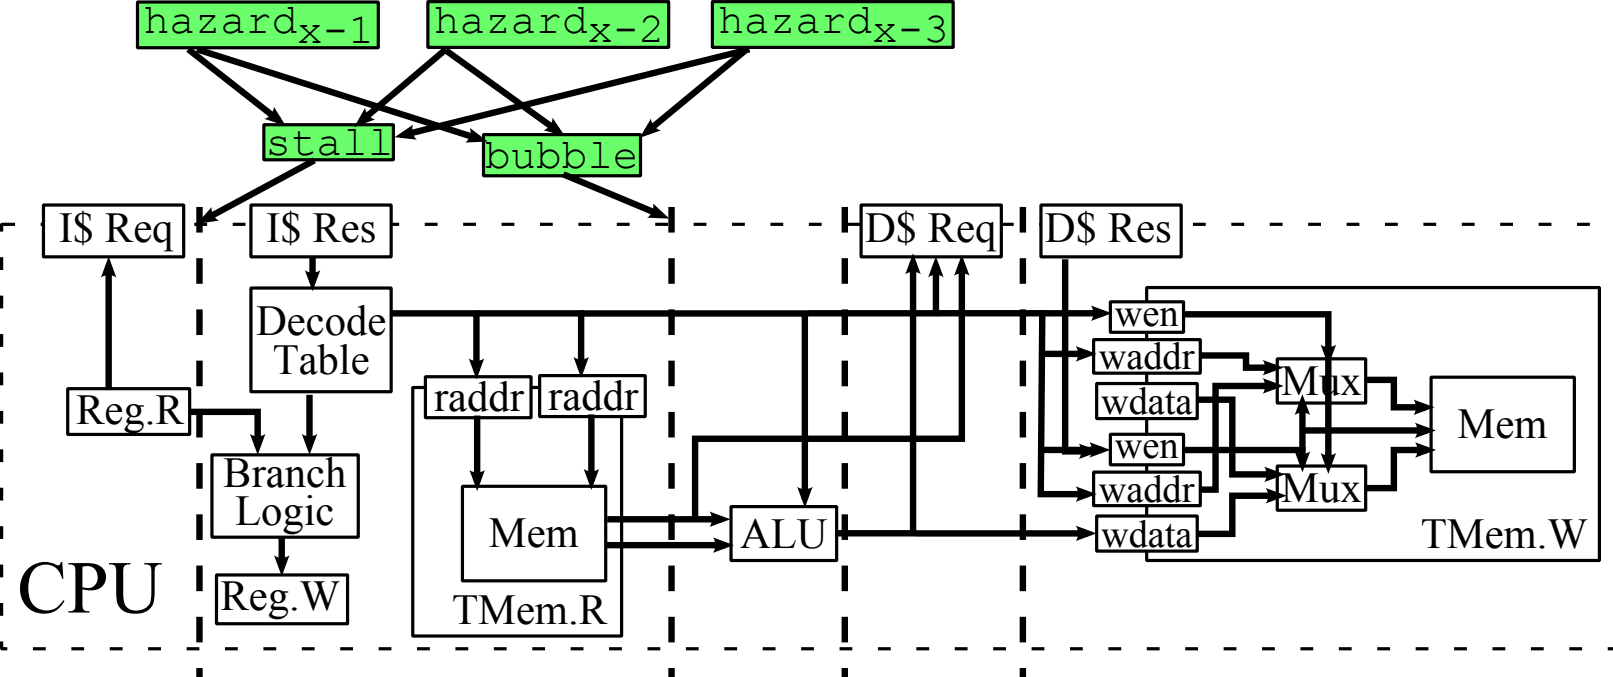 hazardx-1 hazardx-2 hazardx-3
stall bubble
I$ Req I$ Res D$ Req D$ Res
Decode
Table
wen
waddr
wdata
wen
waddr
wdata
Mux
Mux
Mem
TMem.W
raddr raddr
Reg.R
Branch
Logic
Mem
ALU
Reg.W
TMem.R
CPU